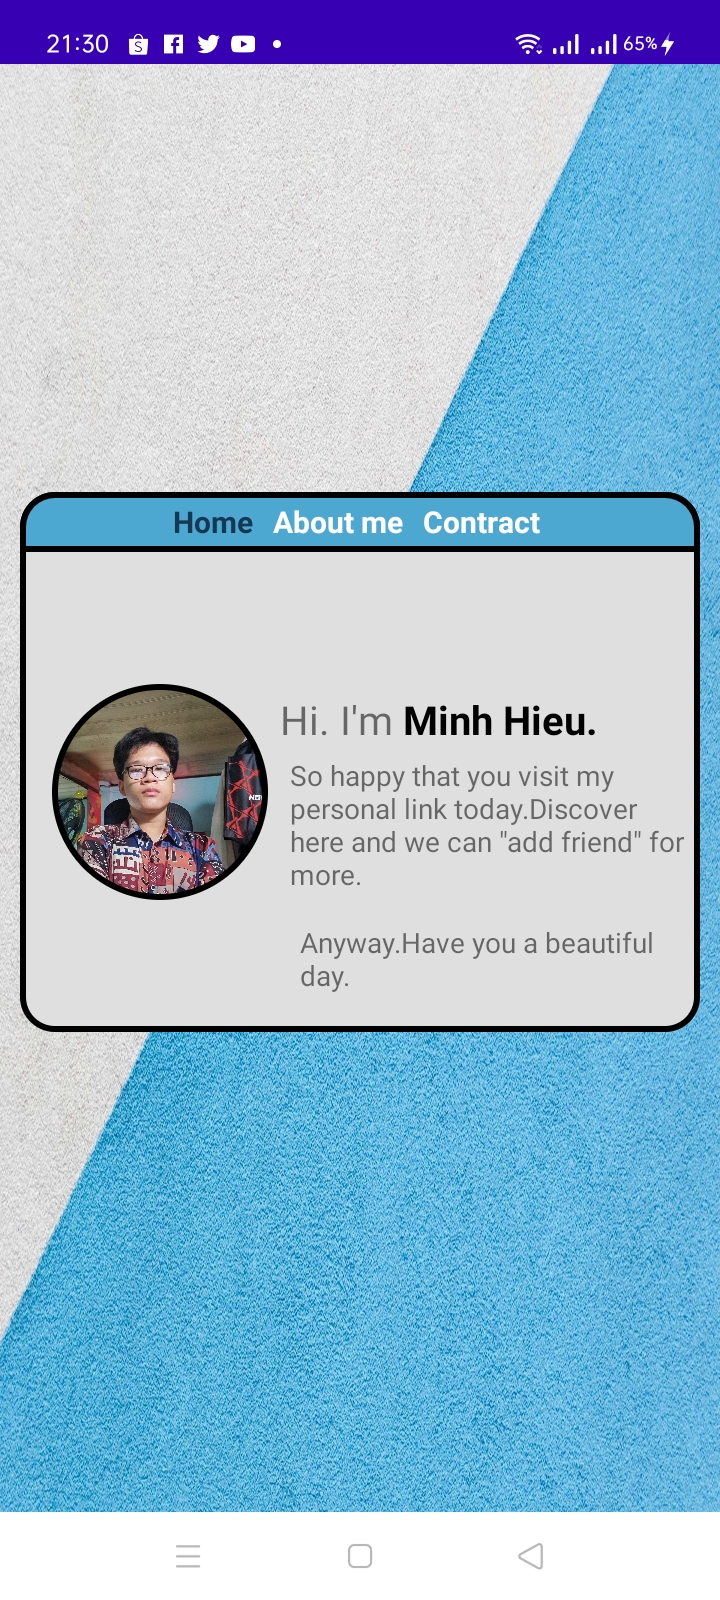 21:30 65%
Home About me Contract
Hi. I'm Minh Hieu.
So happy that you visit my
personal link today.Discover
here and we can "add friend" for
more.
Anyway.Have you a beautiful
day.